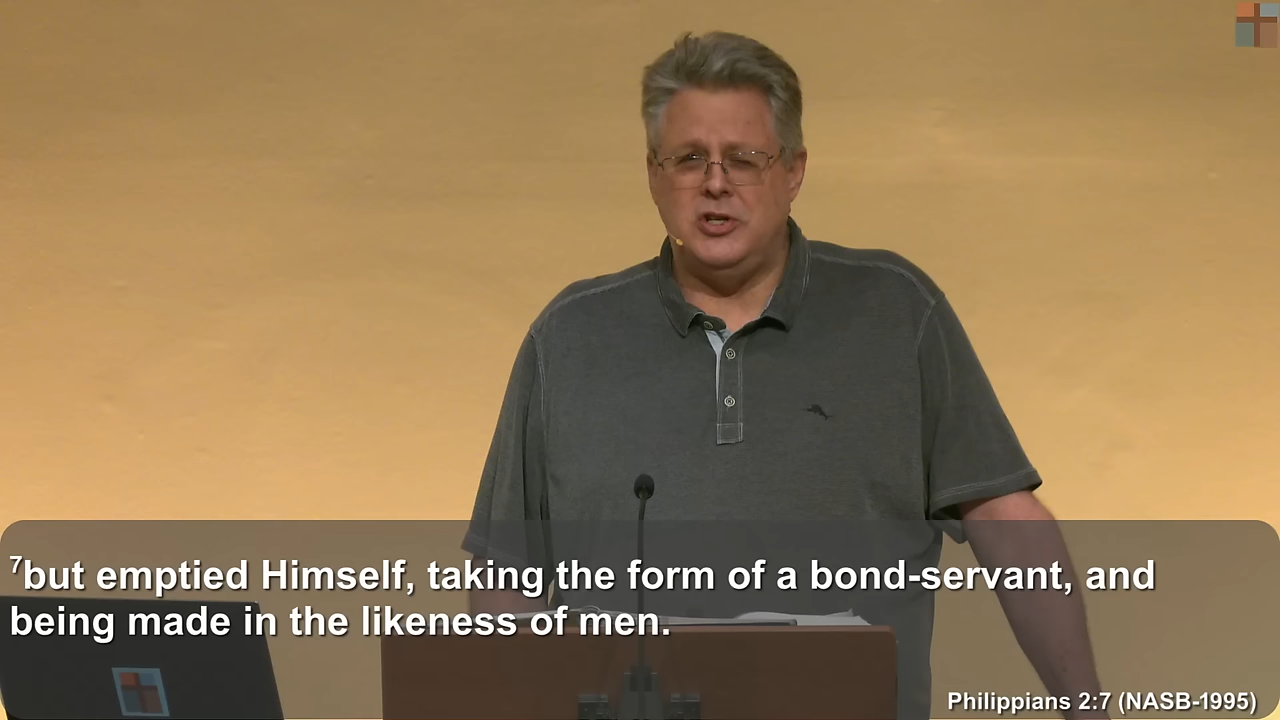 ⁷but emptied Himself, taking the form of a bond-servant, and
being made in the likeness of men.
Philippians 2:7 (NASB-1995)